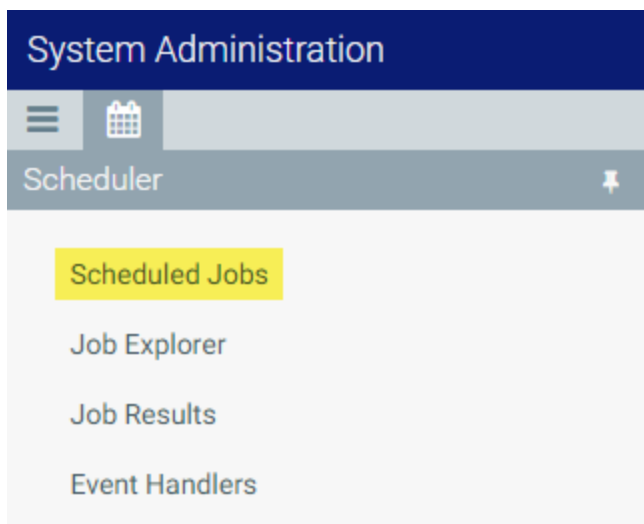 System Administration
Scheduler
Scheduled Jobs
Job Explorer
Job Results
Event Handlers